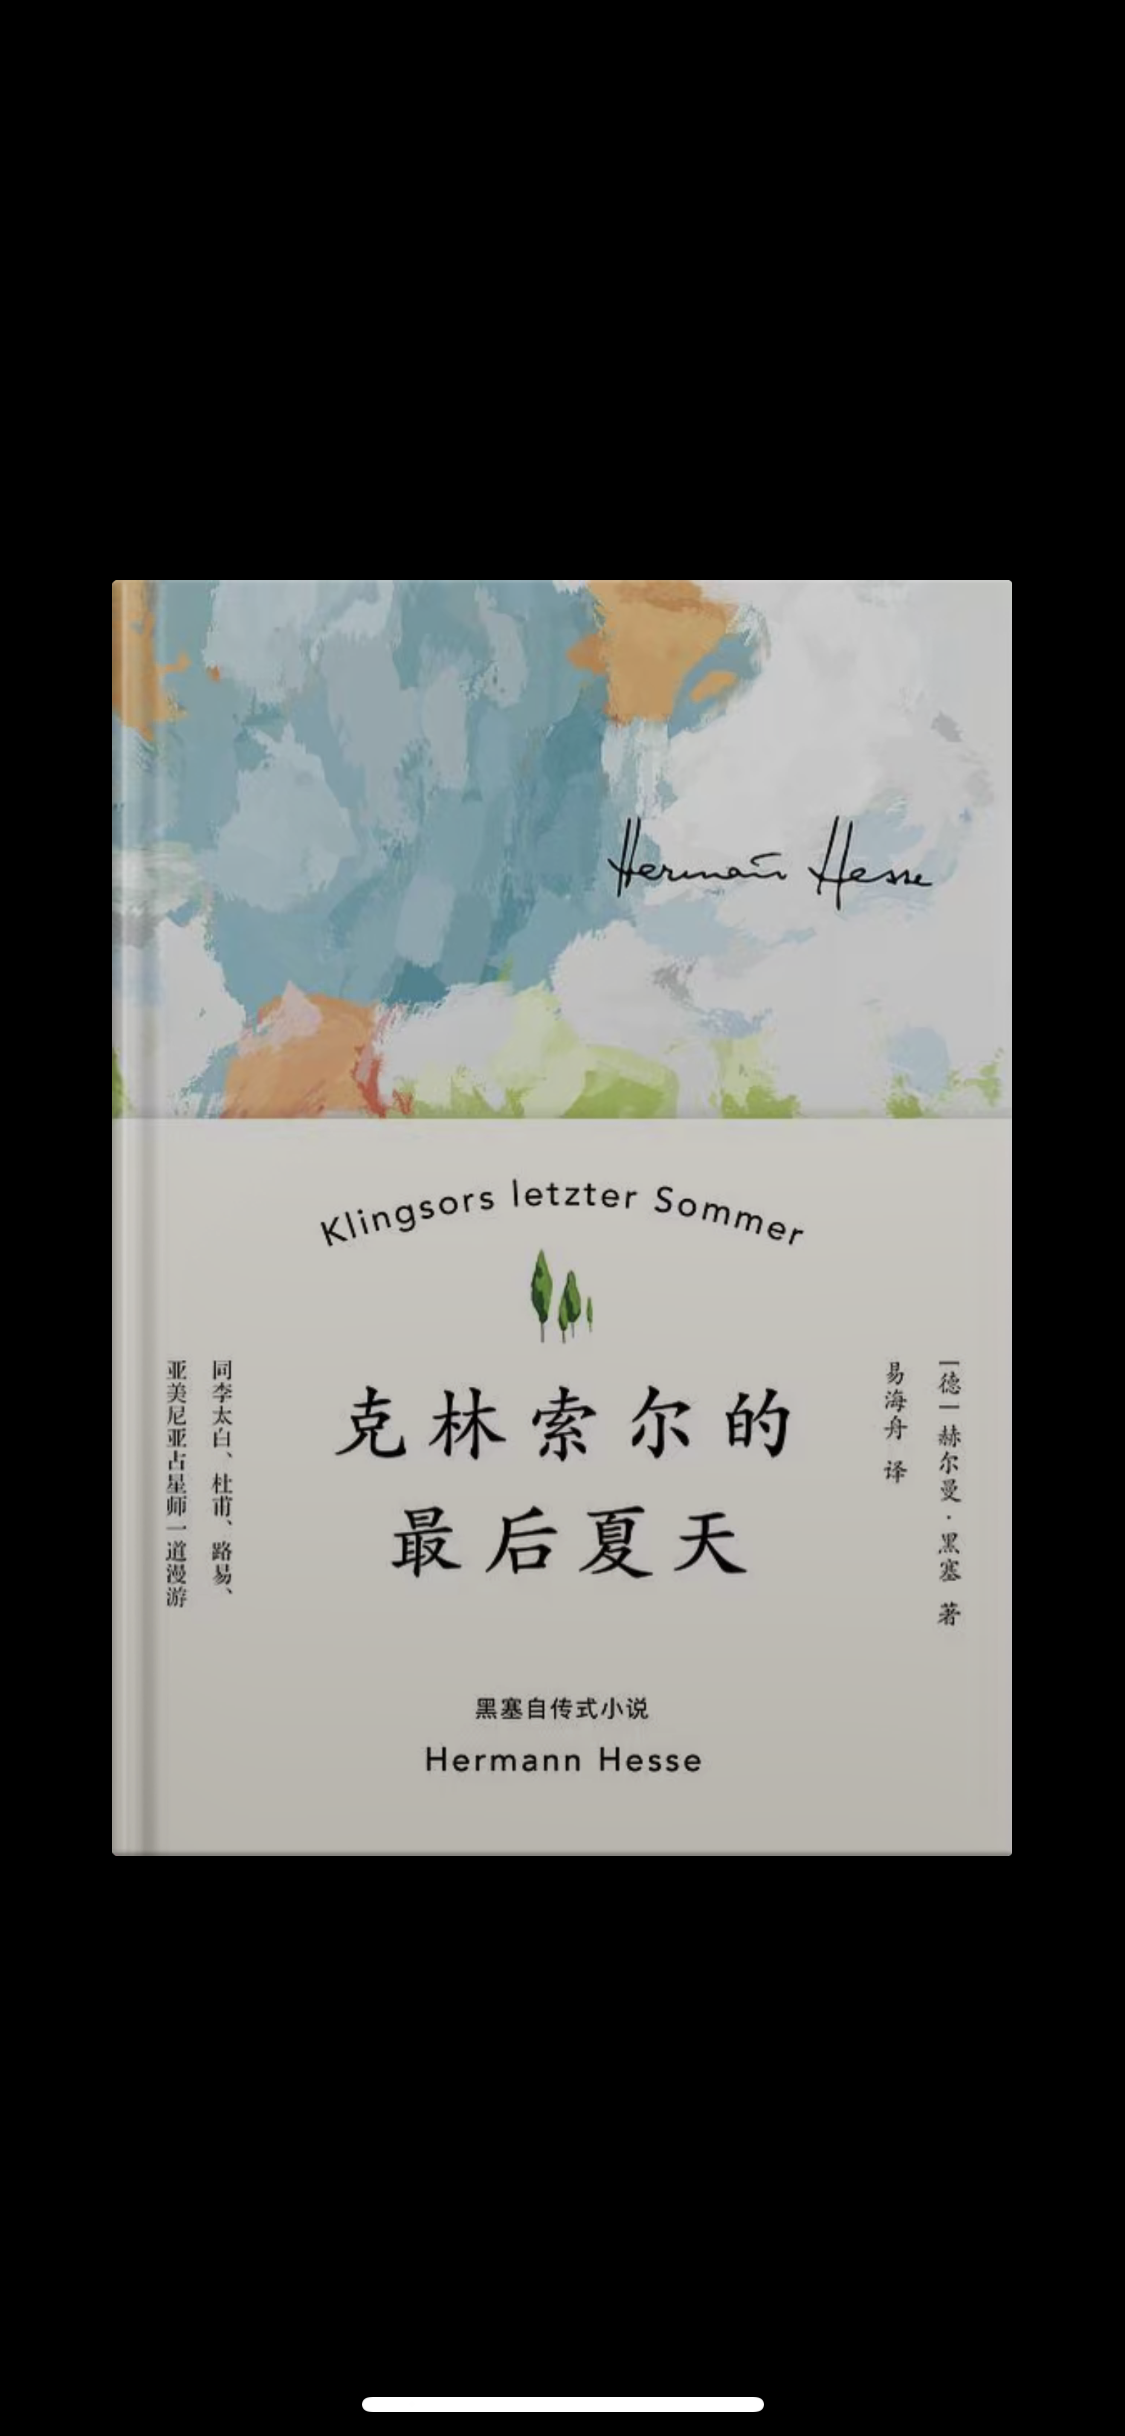 Hermann Hesse
Klingsors letzter Sommer
克林索尔的
最后夏天
[德] 赫尔曼·黑塞 著
易海舟 译
同李太白、杜甫、路易、
亚美尼亚占星师一道漫游
黑塞自传式小说
Hermann Hesse